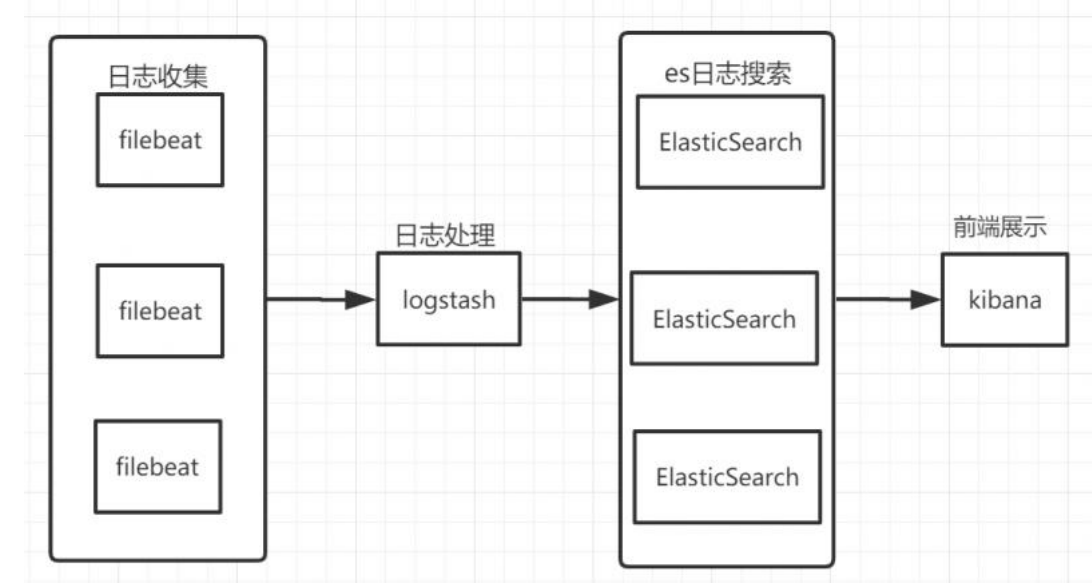 日志收集
filebeat
filebeat
filebeat
日志处理
logstash
es日志搜索
ElasticSearch
ElasticSearch
ElasticSearch
前端展示
kibana